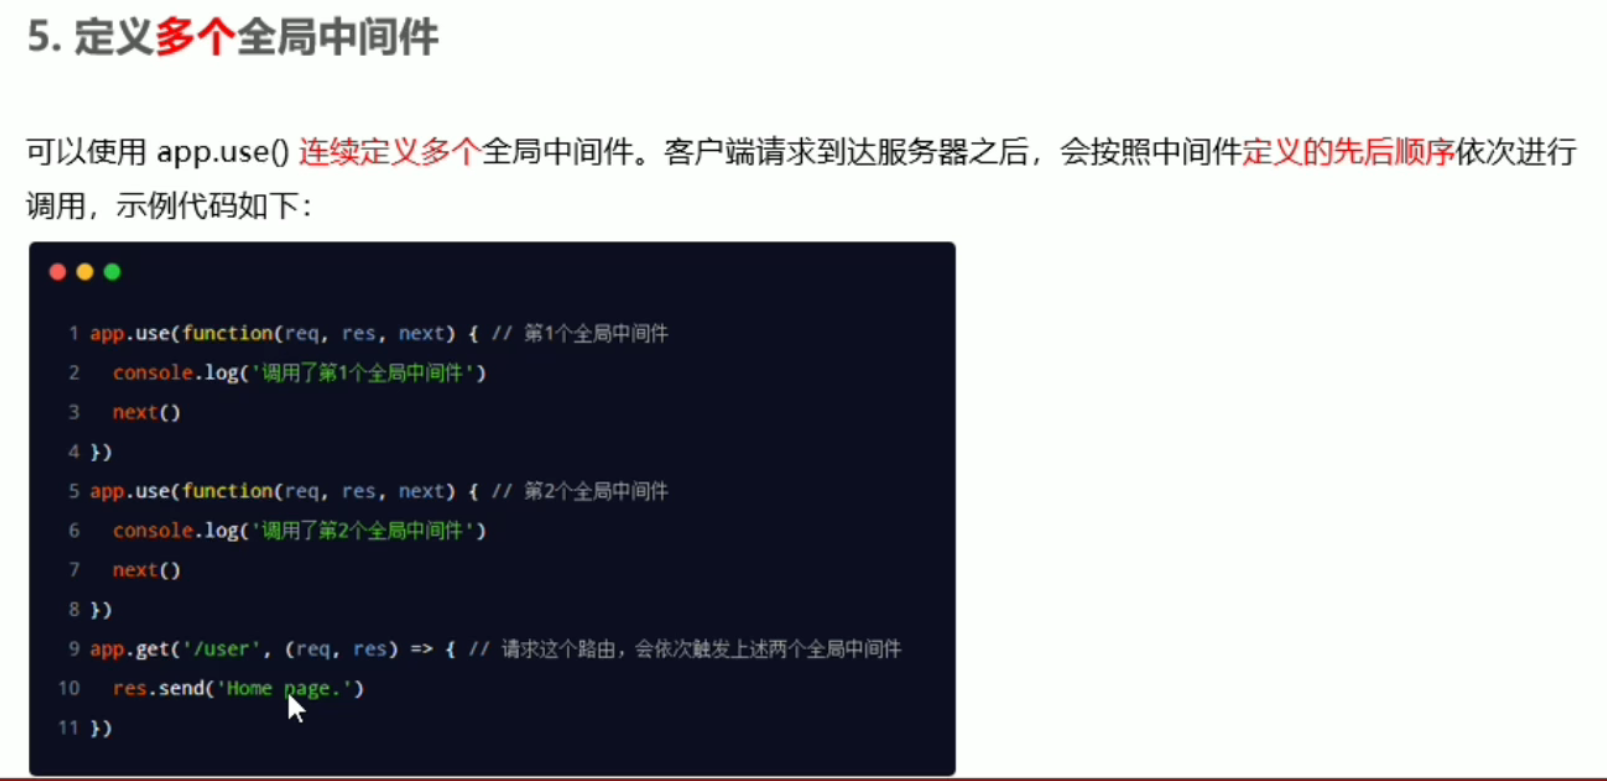 5. 定义多个全局中间件
可以使用 app.use() 连续定义多个全局中间件。客户端请求到达服务器之后，会按照中间件定义的先后顺序依次进行
调用，示例代码如下：
1 app.use(function(req, res, next) { // 第1个全局中间件
2   console.log('调用了第1个全局中间件')
3   next()
4 })
5 app.use(function(req, res, next) { // 第2个全局中间件
6   console.log('调用了第2个全局中间件')
7   next()
8 })
9 app.get('/user', (req, res) => { // 请求这个路由，会依次触发上述两个全局中间件
10   res.send('Home page.')
11 })